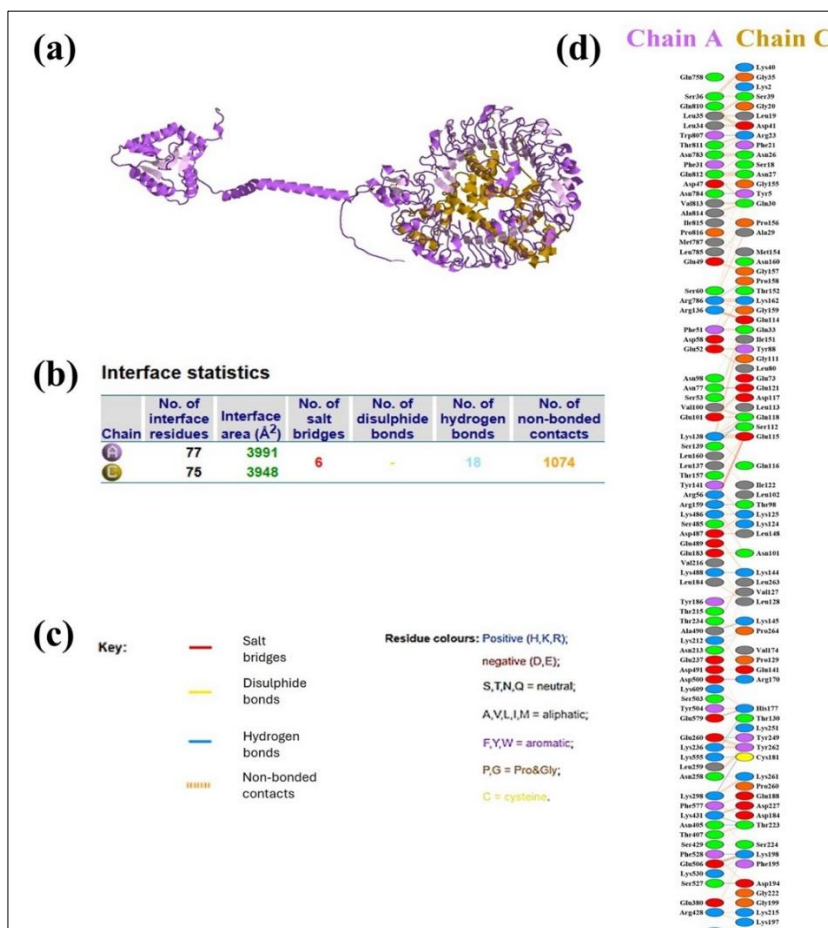 (a)
(d)
Chain A Chain C
(b)
Interface statistics
Chain
No. of interface residues
Interface area (Å2)
No. of salt bridges
No. of disulphide bonds
No. of hydrogen bonds
No. of non-bonded contacts
A 77 3991
6 - 18 1074
C 75 3948
(c)
Key:
Salt bridges
Disulphide bonds
Hydrogen bonds
Non-bonded contacts
Residue colours: Positive (H,K,R);
negative (D,E);
S,T,N,Q = neutral;
A,V,L,I,M = aliphatic;
F,Y,W = aromatic;
P,G = Pro&Gly;
C = cysteine.
Lys40
Gln758 Gly35
Lys2
Ser36 Ser39
Gln810 Gly20
Leu35 Leu19
Leu34 Asp41
Trp807 Arg23
Thr811 Phe21
Asn783 Asn26
Phe31 Ser18
Gln812 Asn27
Asp47 Gly155
Asn784 Tyr5
Val813 Gln30
Ala814
Ile815 Pro156
Pro816 Ala29
Met787
Leu785 Met154
Glu49 Asn160
Gly157
Pro158
Ser60 Thr152
Arg786 Lys162
Arg136 Gly159
Glu114
Phe51 Gln33
Asp58 Ile151
Glu52 Tyr88
Gly111
Leu80
Asn98 Glu73
Asn77 Glu121
Ser53 Asp117
Val100 Leu113
Glu101 Gln118
Ser112
Lys138 Glu115
Ser139
Leu160
Leu137 Gln116
Thr157
Tyr141 Ile122
Arg56 Leu102
Arg159 Thr98
Lys486 Lys125
Ser485 Lys124
Asp487 Leu148
Glu489
Glu183 Asn101
Val216
Lys488 Lys144
Leu184 Leu263
Val127
Tyr186 Leu128
Thr215
Thr234 Lys145
Ala490 Pro264
Lys212
Asn213 Val174
Glu237 Pro129
Asp491 Glu141
Asp500 Arg170
Lys609
Ser503
Tyr504 His177
Glu579 Thr130
Lys251
Glu260 Tyr249
Lys236 Tyr262
Lys555 Cys181
Leu259
Asn258 Lys261
Pro260
Lys298 Glu188
Phe577 Asp227
Lys431 Asp184
Asn405 Thr223
Thr407
Ser429 Ser224
Phe528 Lys198
Glu506 Phe195
Lys530
Ser527 Asp194
Gly222
Glu380 Gly199
Arg428 Lys215
Lys197